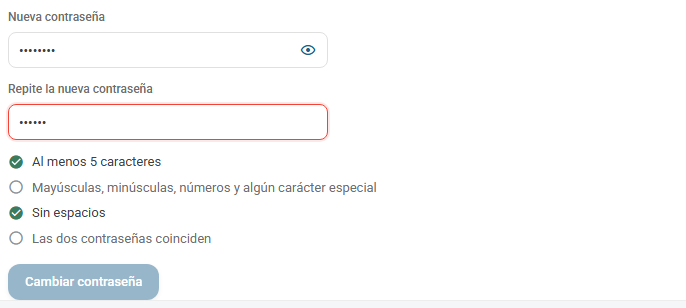 Nueva contraseña
••••••••
Repite la nueva contraseña
••••••
Al menos 5 caracteres
Mayúsculas, minúsculas, números y algún carácter especial
Sin espacios
Las dos contraseñas coinciden
Cambiar contraseña